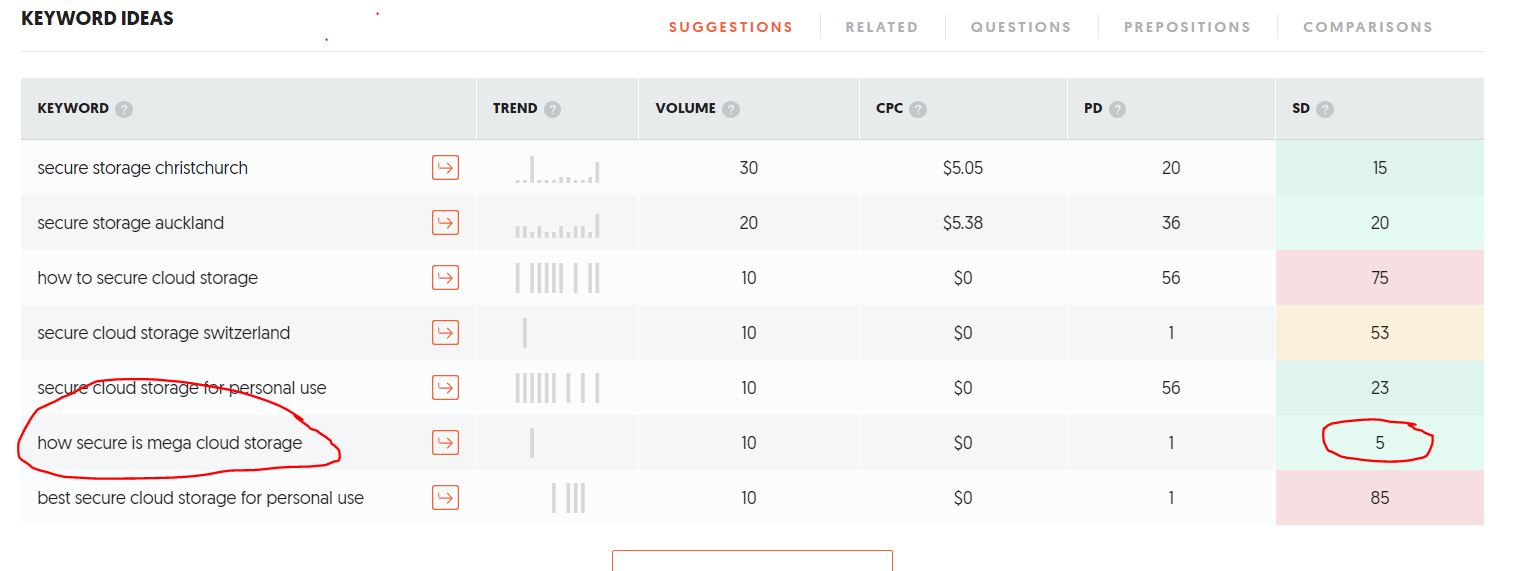 KEYWORD IDEAS
SUGGESTIONS RELATED QUESTIONS PREPOSITIONS COMPARISONS
KEYWORD ? TREND ? VOLUME ? CPC ? PD ? SD ?
secure storage christchurch 30 $5.05 20 15
secure storage auckland 20 $5.38 36 20
how to secure cloud storage 10 $0 56 75
secure cloud storage switzerland 10 $0 1 53
secure cloud storage for personal use 10 $0 56 23
how secure is mega cloud storage 10 $0 1 5
best secure cloud storage for personal use 10 $0 1 85